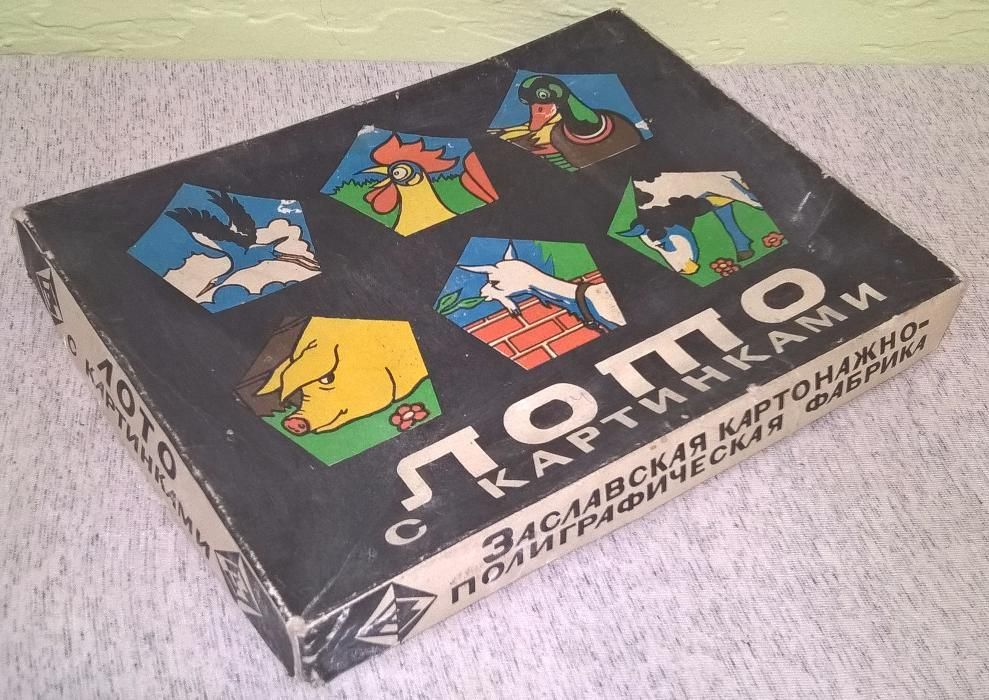 ЛОТО
С КАРТИНКАМИ
ЛОТО
С КАРТИНКАМИ
ЗАСЛАВСКАЯ КАРТОНАЖНО-
ПОЛИГРАФИЧЕСКАЯ ФАБРИКА